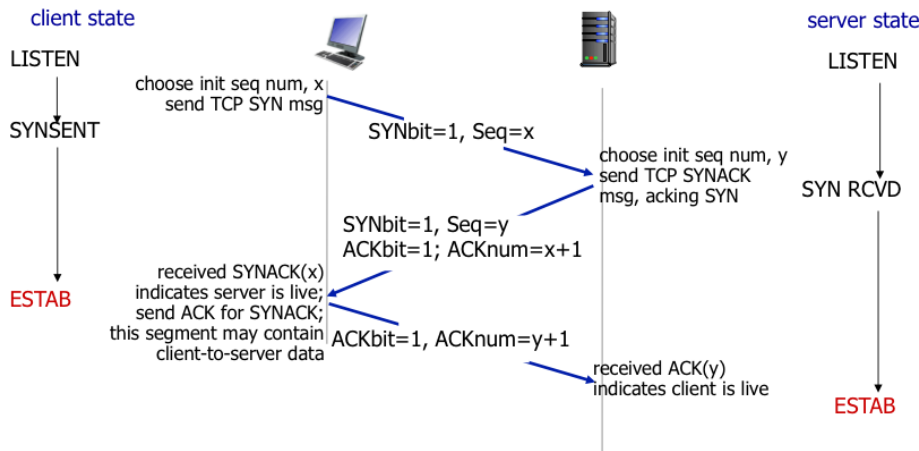 client state
server state
LISTEN
LISTEN
choose init seq num, x
send TCP SYN msg
SYNSENT
SYNbit=1, Seq=x
choose init seq num, y
send TCP SYNACK
msg, acking SYN
SYN RCVD
SYNbit=1, Seq=y
ACKbit=1; ACKnum=x+1
received SYNACK(x)
indicates server is live;
send ACK for SYNACK;
this segment may contain
client-to-server data
ESTAB
ACKbit=1, ACKnum=y+1
received ACK(y)
indicates client is live
ESTAB